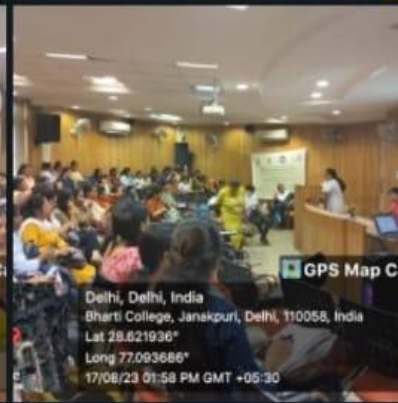 GPS Map C
Delhi, Delhi, India
Bharti College, Janakpuri, Delhi, 110058, India
Lat 28.621936°
Long 77.093686°
17/08/23 01:58 PM GMT +05:30